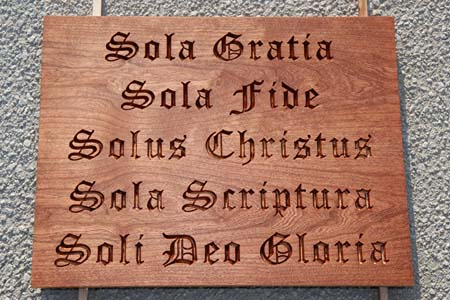 Sola Gratia
Sola Fide
Solus Christus
Sola Scriptura
Soli Deo Gloria